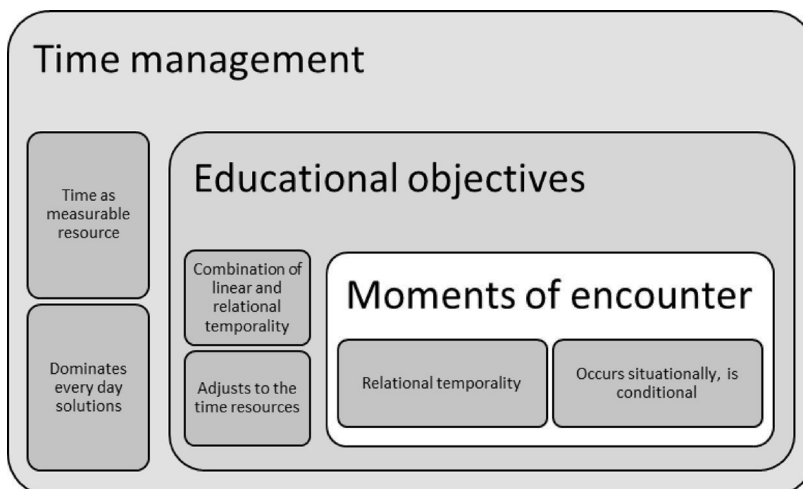 Time management
Time as
measurable
resource
Dominates
every day
solutions
Educational objectives
Combination of
linear and
relational
temporality
Adjusts to the
time resources
Moments of encounter
Relational temporality
Occurs situationally, is
conditional